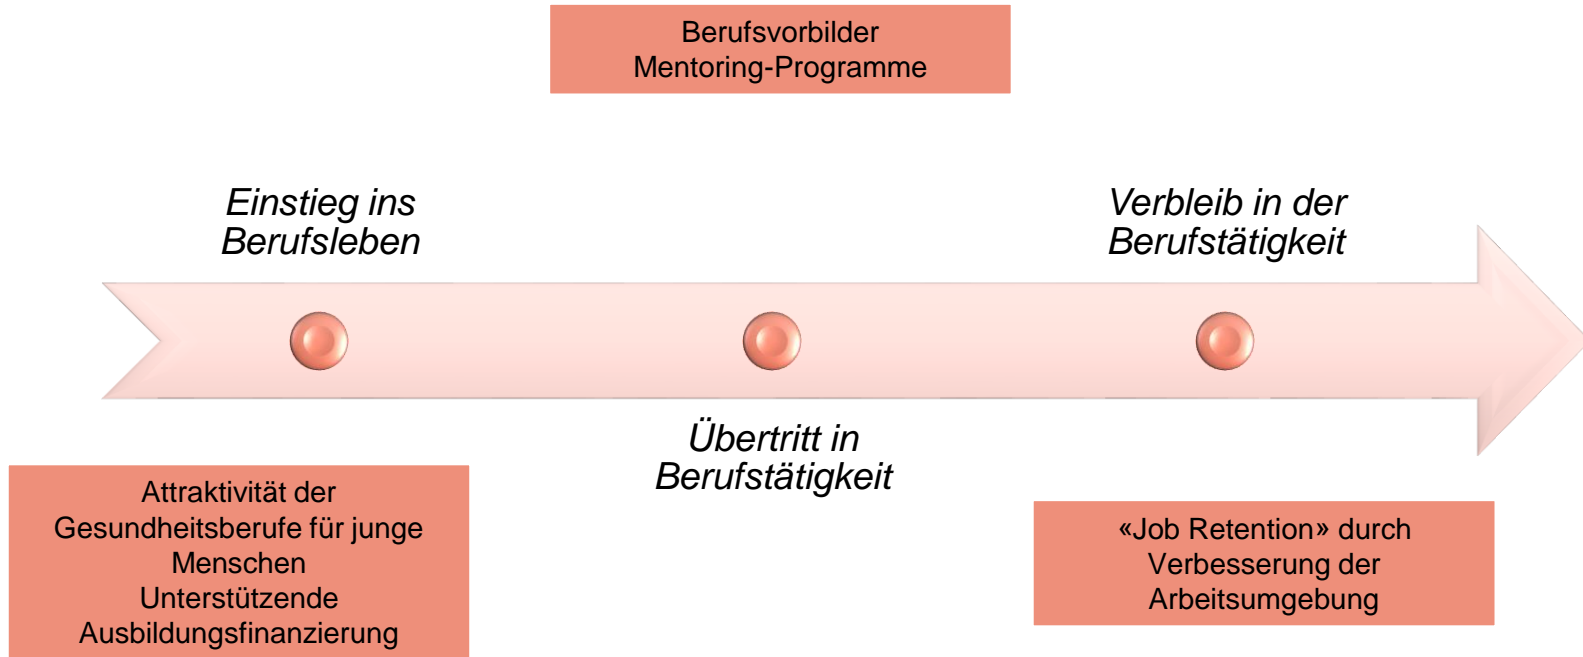 Berufsvorbilder
Mentoring-Programme
Einstieg ins
Berufsleben
Verbleib in der
Berufstätigkeit
Übertritt in
Berufstätigkeit
Attraktivität der
Gesundheitsberufe für junge
Menschen
Unterstützende
Ausbildungsfinanzierung
«Job Retention» durch
Verbesserung der
Arbeitsumgebung